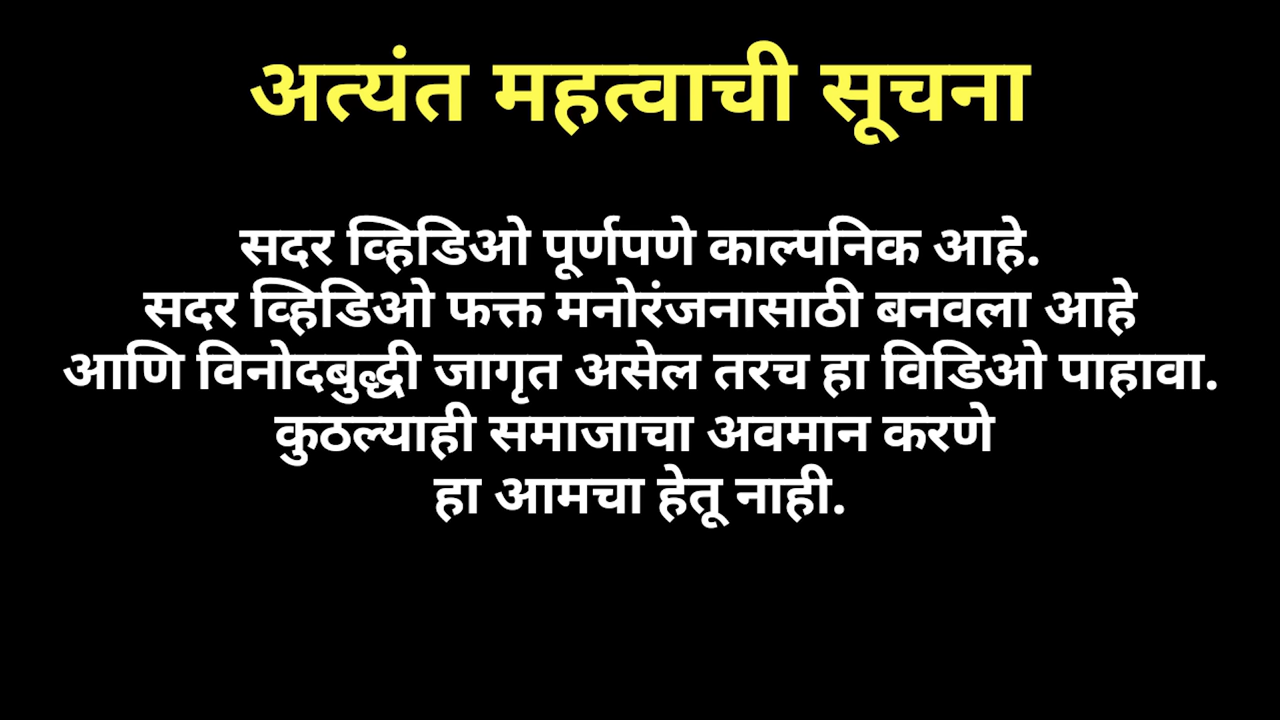 अत्यंत महत्वाची सूचना
सदर व्हिडिओ पूर्णपणे काल्पनिक आहे.
सदर व्हिडिओ फक्त मनोरंजनासाठी बनवला आहे
आणि विनोदबुद्धी जागृत असेल तरच हा विडिओ पाहावा.
कुठल्याही समाजाचा अवमान करणे
हा आमचा हेतू नाही.